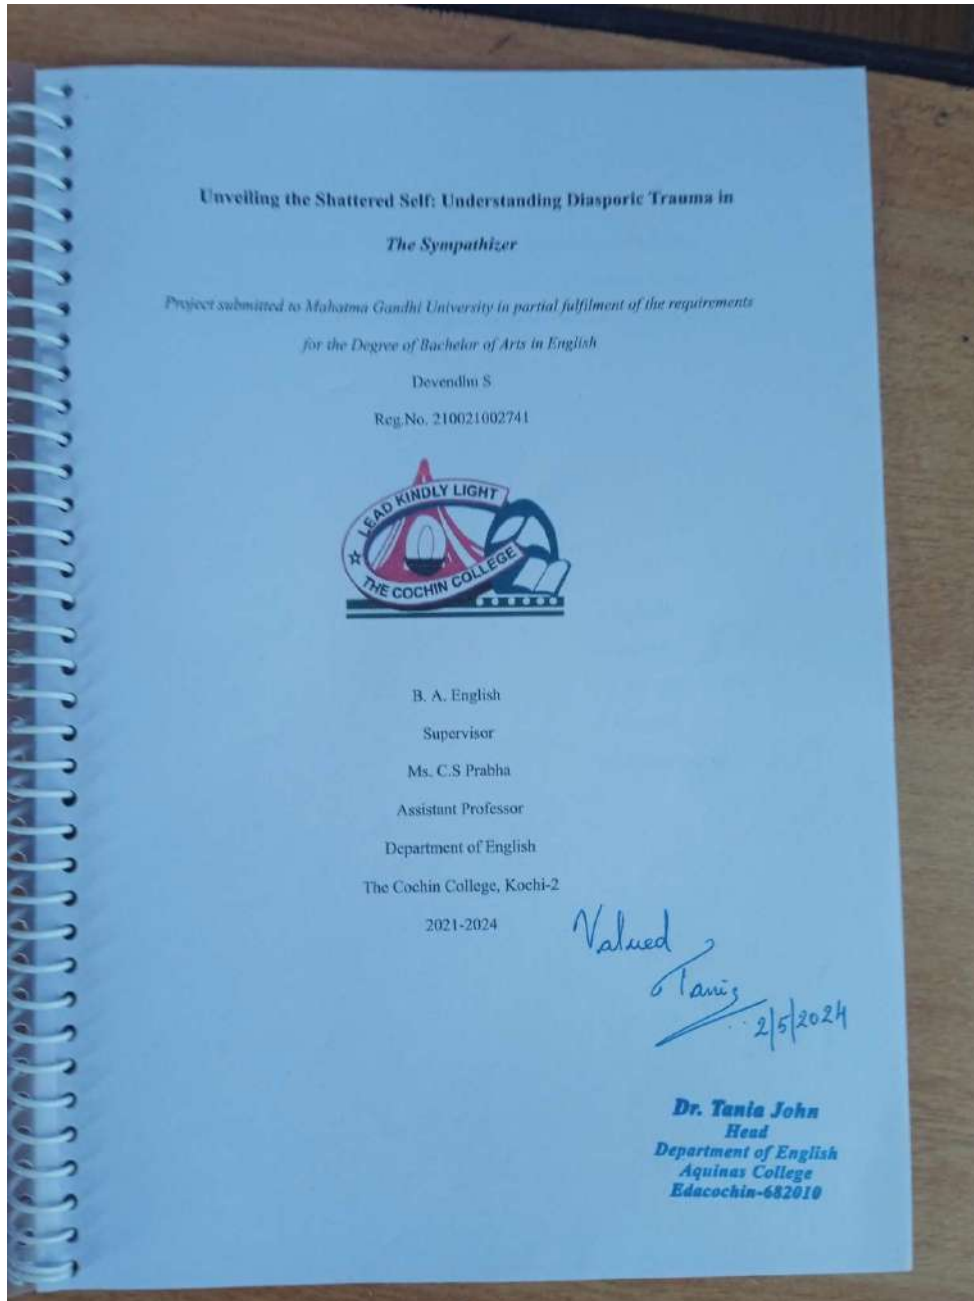 Unveiling the Shattered Self: Understanding Diasporic Trauma in
The Sympathizer
Project submitted to Mahatma Gandhi University in partial fulfilment of the requirements
for the Degree of Bachelor of Arts in English
Devendhu S
Reg.No. 210021002741
LEAD KINDLY LIGHT
THE COCHIN COLLEGE
B. A. English
Supervisor
Ms. C.S Prabha
Assistant Professor
Department of English
The Cochin College, Kochi-2
2021-2024
Valued
Tania
2/5/2024
Dr. Tania John
Head
Department of English
Aquinas College
Edacochin-682010